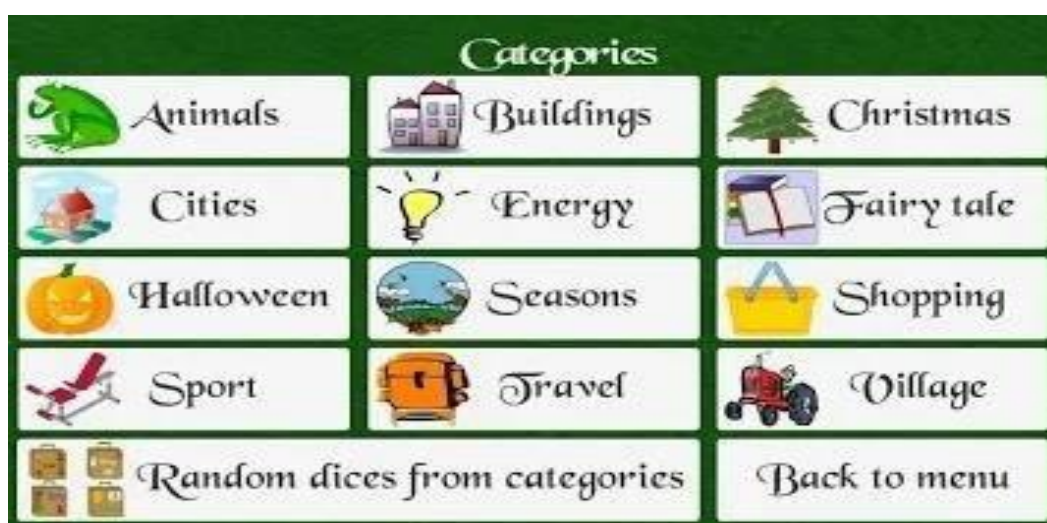 Categories
Animals
Buildings
Christmas
Cities
Energy
Fairy tale
Halloween
Seasons
Shopping
Sport
Travel
Village
Random dices from categories
Back to menu